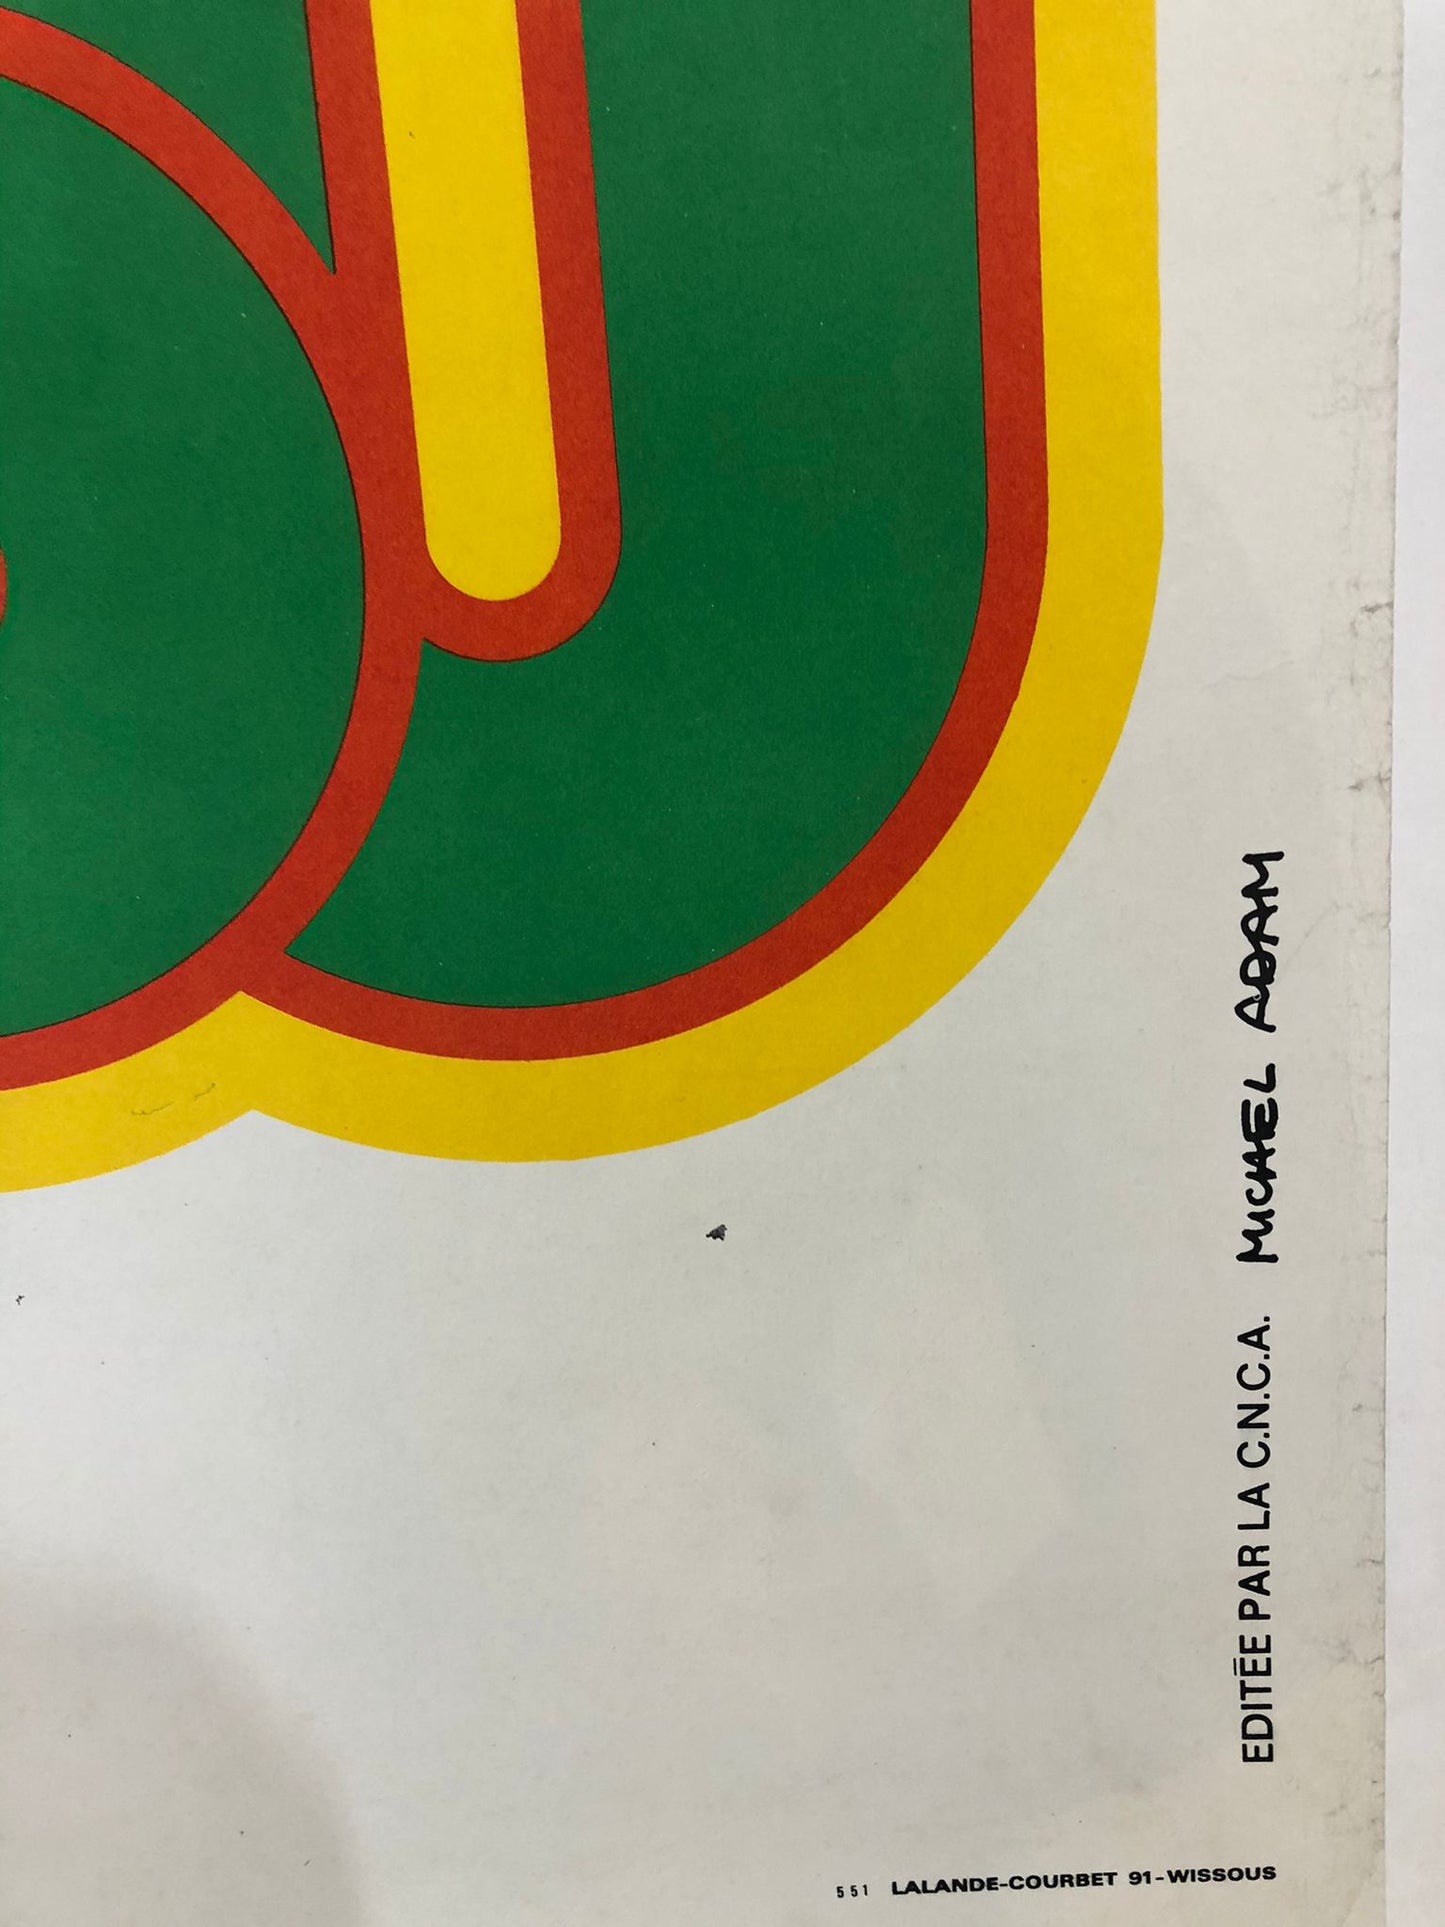 EDITÉE PAR LA C.N.C.A. MICHAEL ADAM
551 LALANDE-COURBET 91-WISSOUS